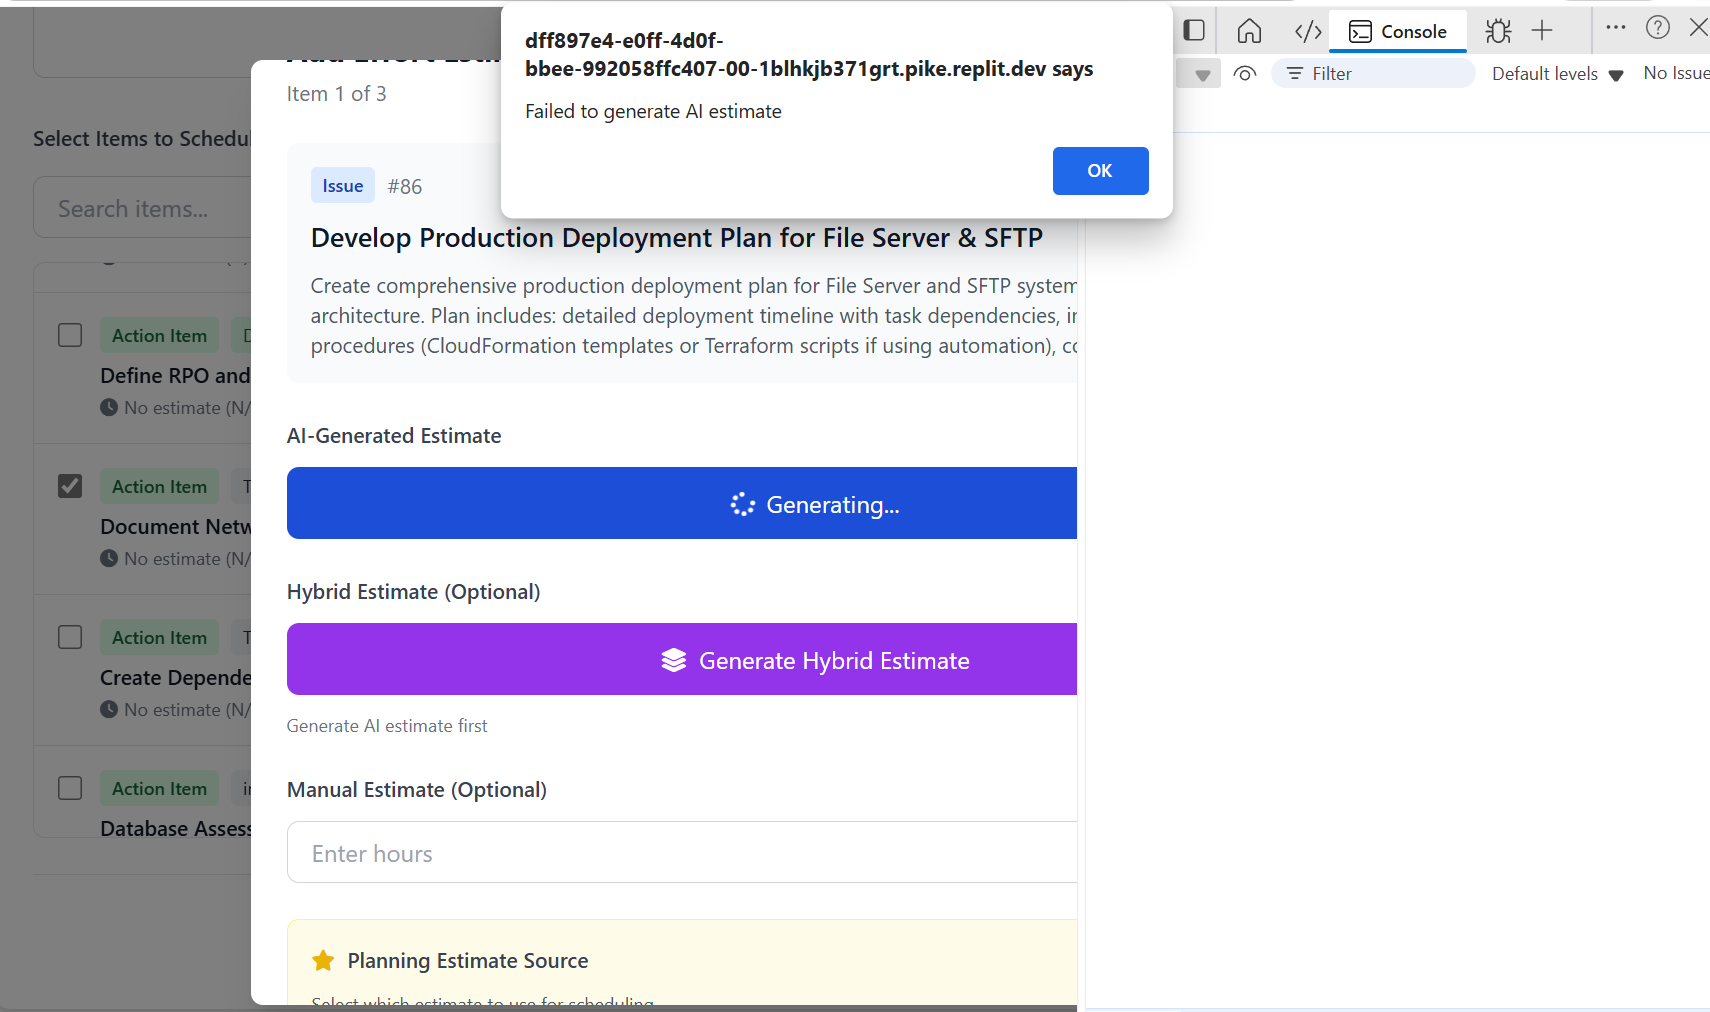 dff897e4-e0ff-4d0f-
bbee-992058ffc407-00-1blhkjb371grt.pike.replit.dev says
Failed to generate AI estimate
OK
Console
Filter
Default levels
No Issue
Select Items to Schedul
Search items...
Action Item
Define RPO and
No estimate (N/
Action Item
Document Netw
No estimate (N/
Action Item
Create Depende
No estimate (N/
Action Item
Database Assess
Item 1 of 3
Issue #86
Develop Production Deployment Plan for File Server & SFTP
Create comprehensive production deployment plan for File Server and SFTP system
architecture. Plan includes: detailed deployment timeline with task dependencies, in
procedures (CloudFormation templates or Terraform scripts if using automation), co
AI-Generated Estimate
Generating...
Hybrid Estimate (Optional)
Generate Hybrid Estimate
Generate AI estimate first
Manual Estimate (Optional)
Enter hours
Planning Estimate Source
Select which estimate to use for scheduling